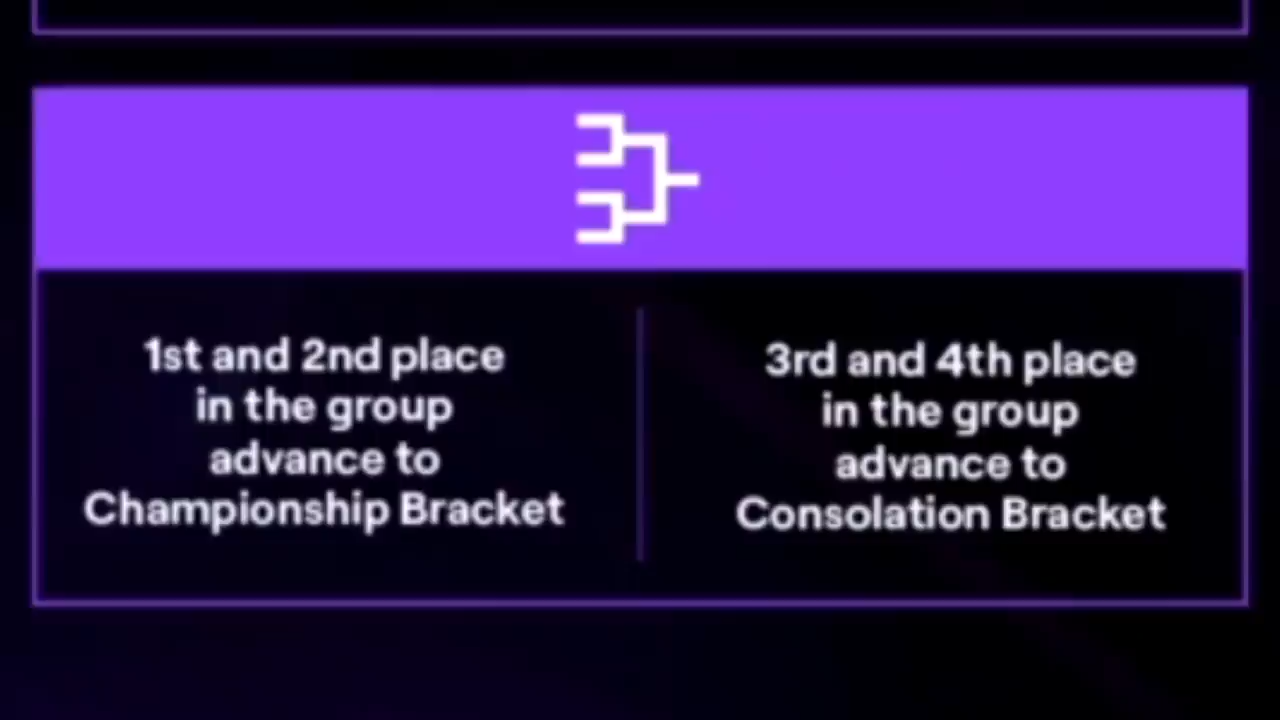 1st and 2nd place
in the group
advance to
Championship Bracket
3rd and 4th place
in the group
advance to
Consolation Bracket